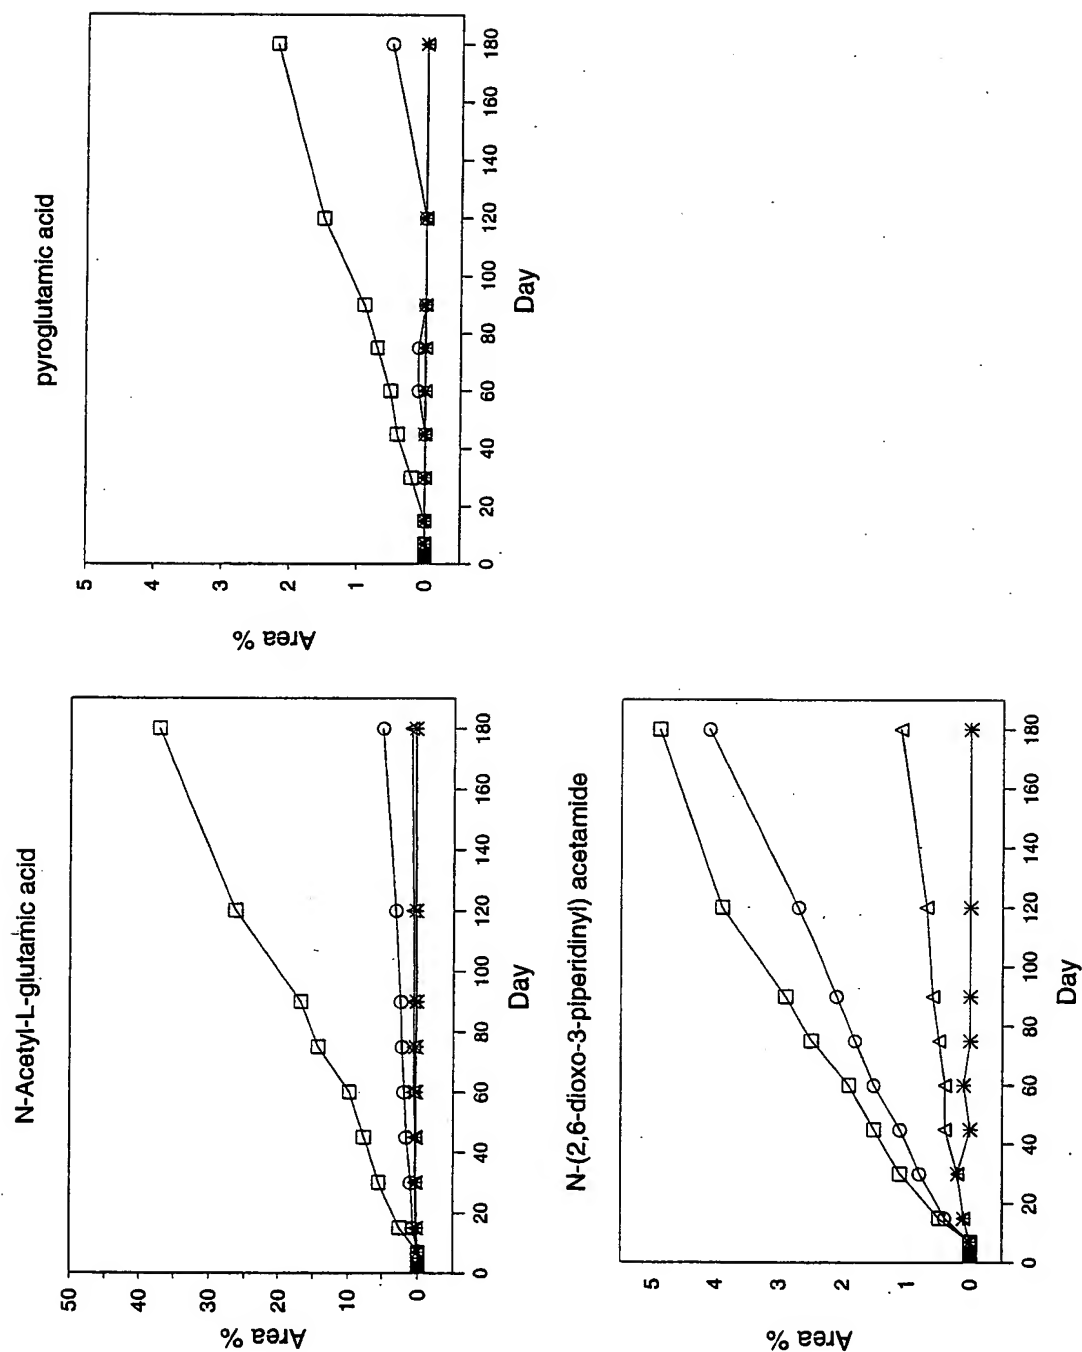 N-Acetyl-L-glutamic acid
Area %
50
40
30
20
10
0
0 20 40 60 80 100 120 140 160 180
Day
pyroglutamic acid
Area %
5
4
3
2
1
0
0 20 40 60 80 100 120 140 160 180
Day
N-(2,6-dioxo-3-piperidinyl) acetamide
Area %
5
4
3
2
1
0
0 20 40 60 80 100 120 140 160 180
Day